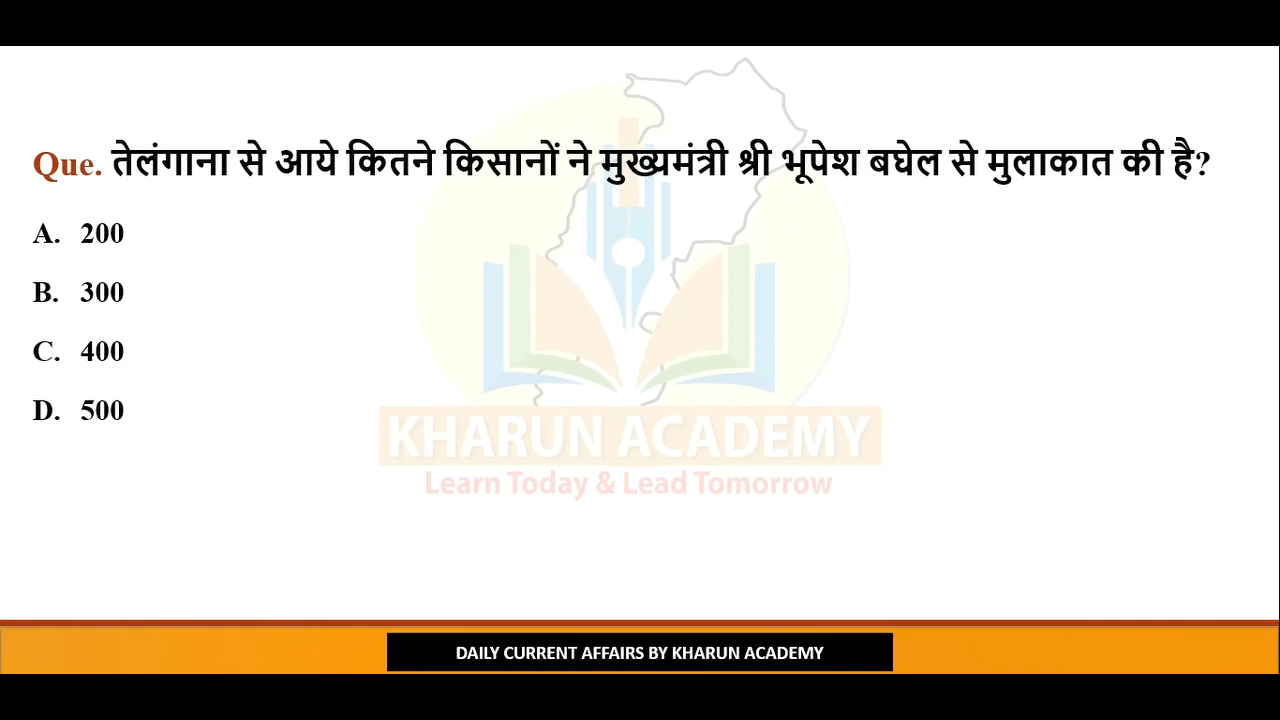 Que. तेलंगाना से आये कितने किसानों ने मुख्यमंत्री श्री भूपेश बघेल से मुलाकात की है?
A. 200
B. 300
C. 400
D. 500
KHARUN ACADEMY
Learn Today & Lead Tomorrow
DAILY CURRENT AFFAIRS BY KHARUN ACADEMY